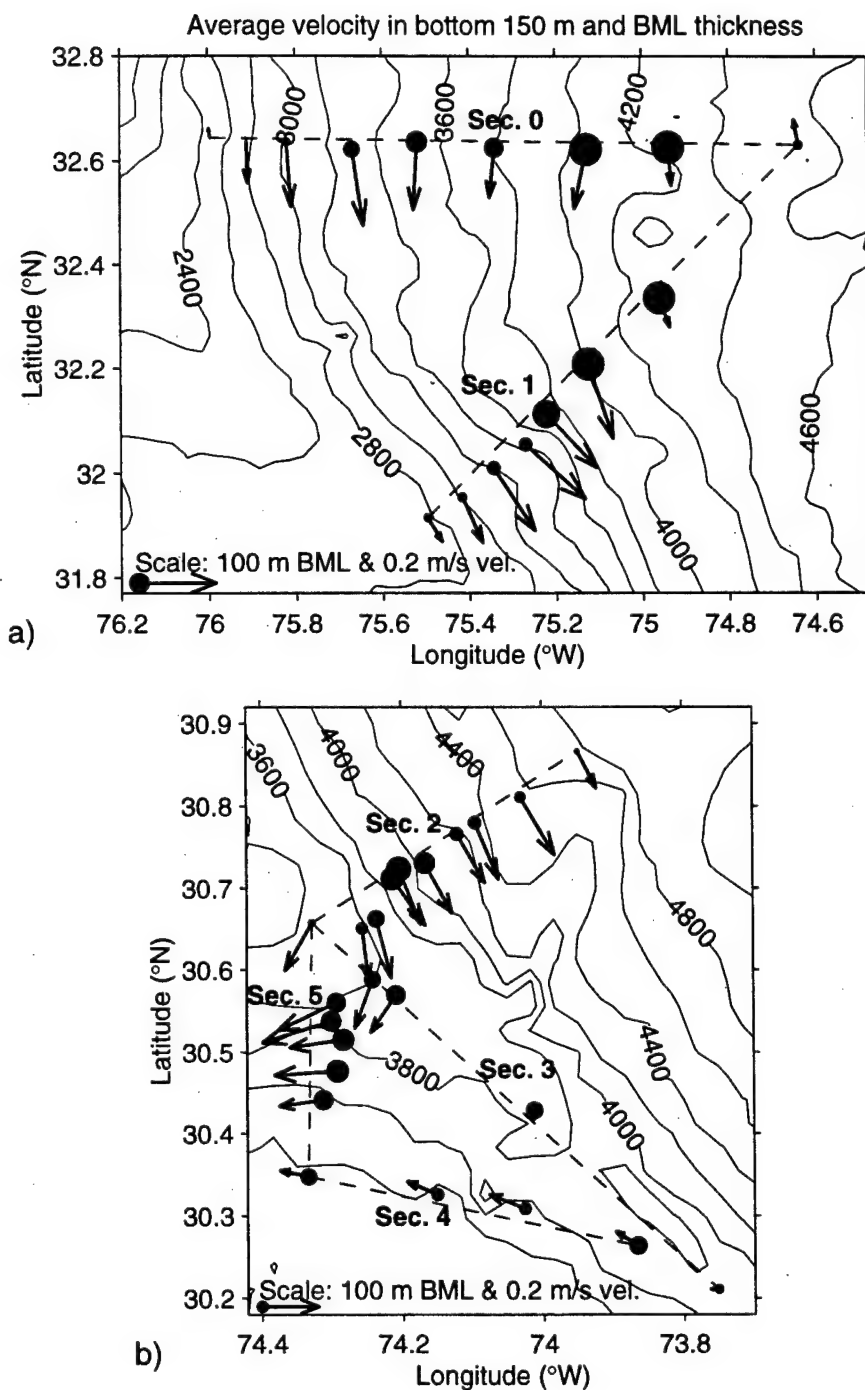 Average velocity in bottom 150 m and BML thickness
32.8
32.6
32.4
32.2
32
31.8
Latitude (°N)
3000
3600
4200
Sec. 0
2400
Sec. 1
2800
4600
4000
Scale: 100 m BML & 0.2 m/s vel.
76.2 76 75.8 75.6 75.4 75.2 75 74.8 74.6
a)
Longitude (°W)
30.9
30.8
30.7
30.6
30.5
30.4
30.3
30.2
Latitude (°N)
3600
4000
4400
Sec. 2
4800
Sec. 5
3800
Sec. 3
4400
4000
Sec. 4
Scale: 100 m BML & 0.2 m/s vel.
74.4 74.2 74 73.8
b)
Longitude (°W)